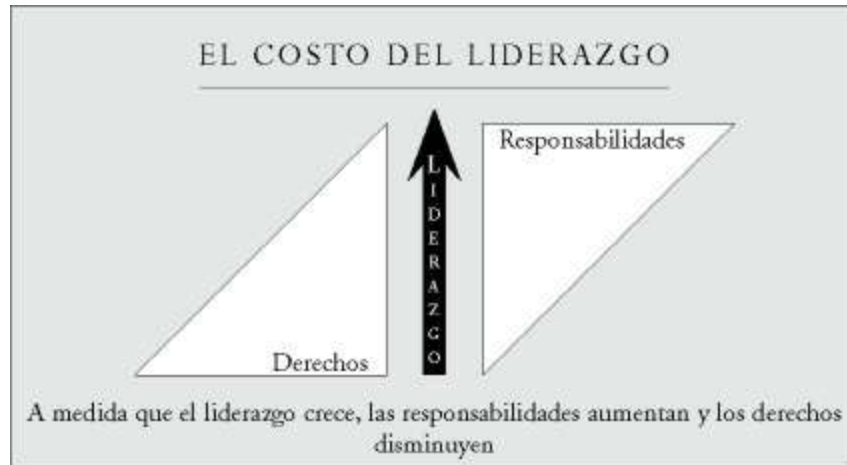 EL COSTO DEL LIDERAZGO
Responsabilidades
LIDERAZGO
Derechos
A medida que el liderazgo crece, las responsabilidades aumentan y los derechos
disminuyen